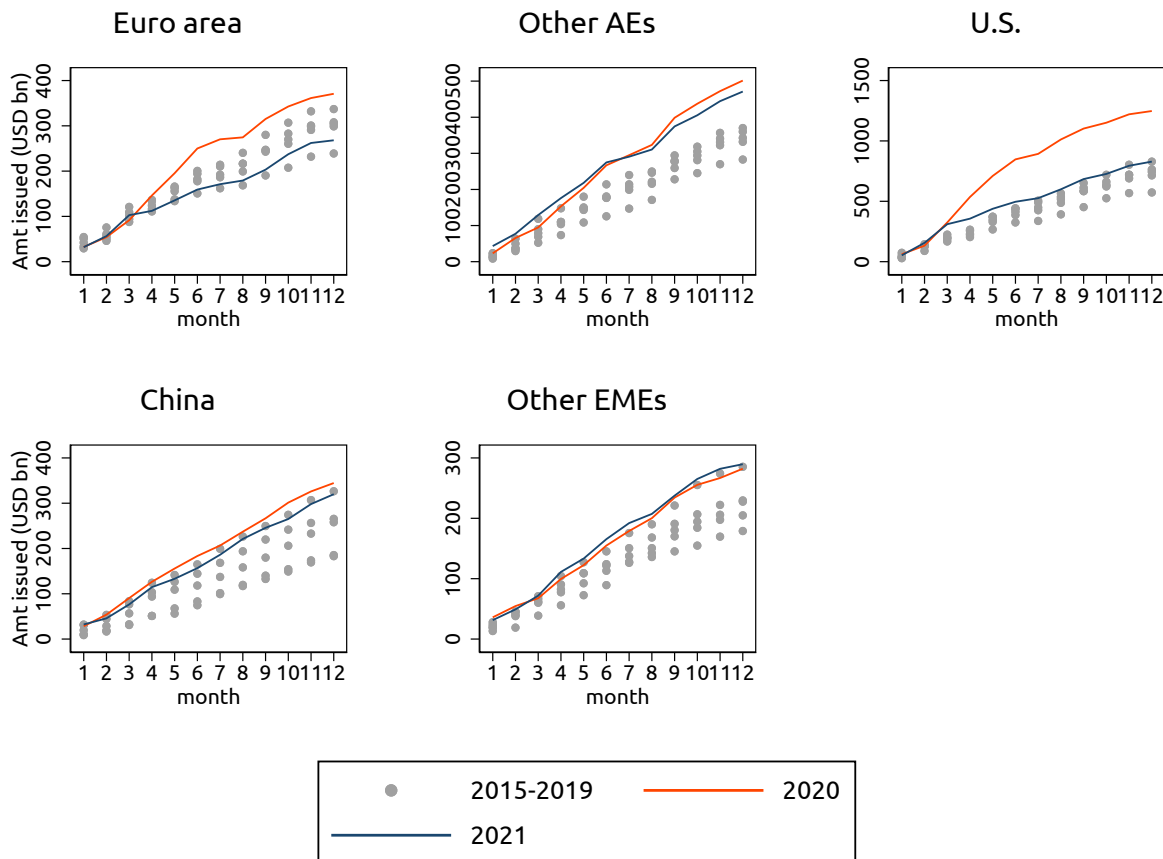 Euro area
Other AEs
U.S.
Amt issued (USD bn)
0 100 200 300 400
1 2 3 4 5 6 7 8 9 10 11 12
month
0 100 200 300 400 500
1 2 3 4 5 6 7 8 9 10 11 12
month
0 500 1000 1500
1 2 3 4 5 6 7 8 9 10 11 12
month
China
Other EMEs
Amt issued (USD bn)
0 100 200 300 400
1 2 3 4 5 6 7 8 9 10 11 12
month
0 100 200 300
1 2 3 4 5 6 7 8 9 10 11 12
month
2015-2019
2020
2021